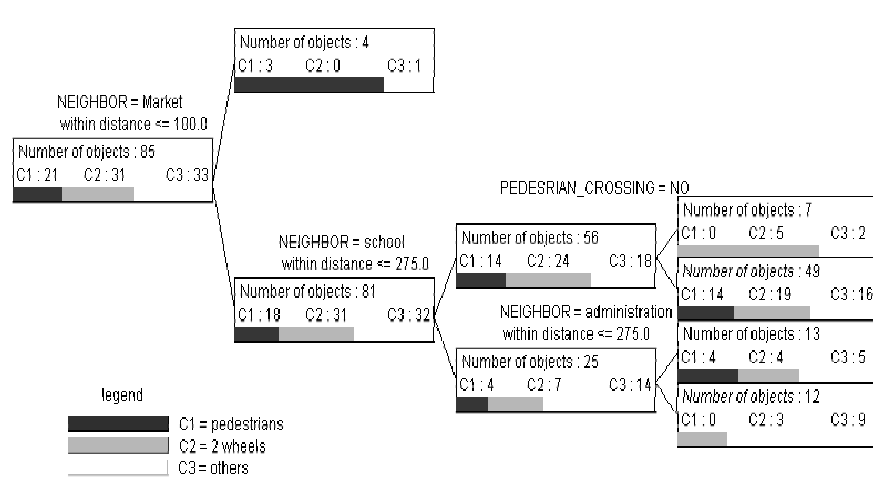 Number of objects : 4
C1 : 3 C2 : 0 C3 : 1
NEIGHBOR = Market
within distance <= 100.0
Number of objects : 85
C1 : 21 C2 : 31 C3 : 33
PEDESRIAN_CROSSING = NO
Number of objects : 7
C1 : 0 C2 : 5 C3 : 2
Number of objects : 56
C1 : 14 C2 : 24 C3 : 18
NEIGHBOR = school
within distance <= 275.0
Number of objects : 49
C1 : 14 C2 : 19 C3 : 16
Number of objects : 81
C1 : 18 C2 : 31 C3 : 32
NEIGHBOR = administration
within distance <= 275.0
Number of objects : 13
C1 : 4 C2 : 4 C3 : 5
Number of objects : 25
C1 : 4 C2 : 7 C3 : 14
Number of objects : 12
C1 : 0 C2 : 3 C3 : 9
legend
C1 = pedestrians
C2 = 2 wheels
C3 = others